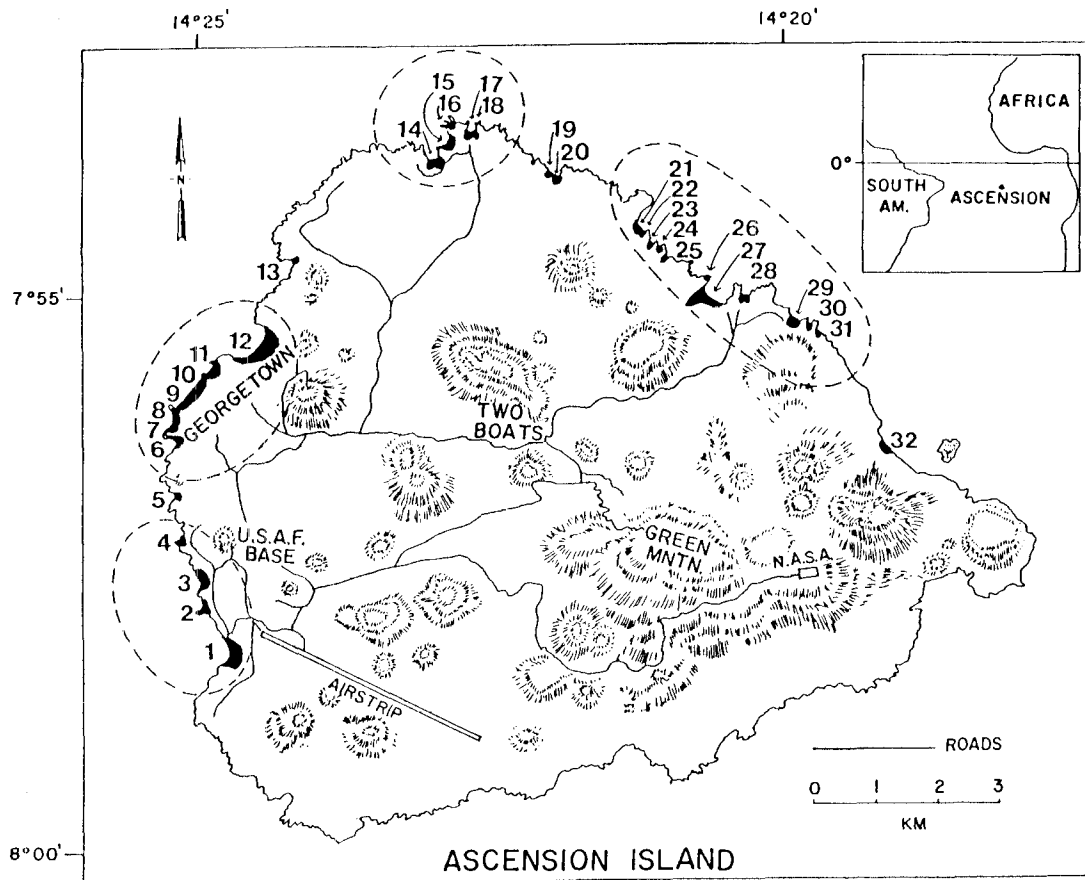 14°25'
14°20'
15
16
17
18
14
19
20
21
22
23
24
25
26
27
28
29
30
31
13
12
11
10
9
8
7
6
5
4
3
2
1
32
N
7°55'
8°00'
GEORGETOWN
TWO
BOATS
U.S.A.F.
BASE
GREEN
MNTN.
N.A.S.A.
AIRSTRIP
AFRICA
0°
SOUTH
AM.
ASCENSION
ROADS
0 1 2 3
KM
ASCENSION ISLAND